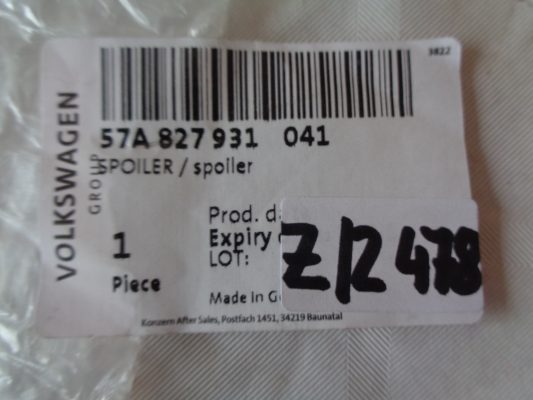 3822
57A 827 931 041
SPOILER / spoiler
VOLKSWAGEN
GROUP
1
Piece
Prod. d
Expiry
LOT:
Made in G
Z/R 478
Konzern After Sales, Postfach 1451, 34219 Baunatal